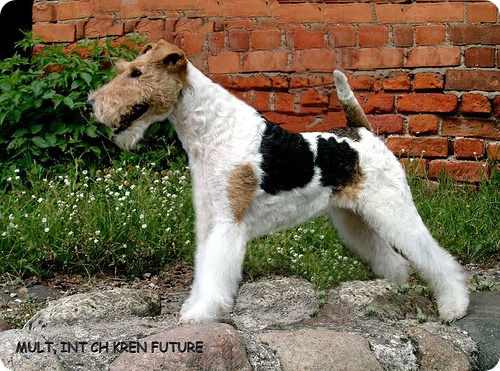 MULT, INT CH KREN FUTURE